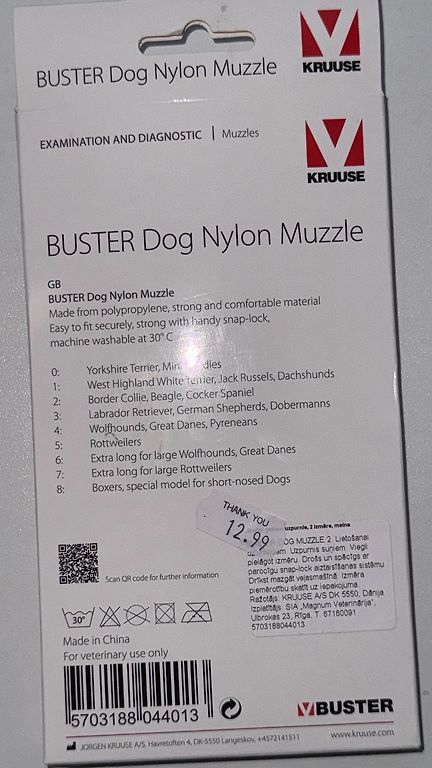 BUSTER Dog Nylon Muzzle
KRUUSE
EXAMINATION AND DIAGNOSTIC | Muzzles
KRUUSE
BUSTER Dog Nylon Muzzle
GB
BUSTER Dog Nylon Muzzle
Made from polypropylene, strong and comfortable material
Easy to fit securely, strong with handy snap-lock,
machine washable at 30° C
0: Yorkshire Terrier,
1: West Highland White Terrier, Jack Russels, Dachshunds
2: Border Collie, Beagle, Cocker Spaniel
3: Labrador Retriever, German Shepherds, Dobermanns
4: Wolfhounds, Great Danes, Pyreneans
5: Rottweilers
6: Extra long for large Wolfhounds, Great Danes
7: Extra long for large Rottweilers
8: Boxers, special model for short-nosed Dogs
THANK YOU
12.99
uzpurnis, 2 izmērs, melns
DOG MUZZLE 2. Lietošanai
Uzpurnis suņiem. Viegli
pielāgot izmēru. Drošs un spēcīgs ar
parocīgu snap-lock aiztaisīšanas sistēmu
Drīkst mazgāt veļasmašīnā. Izmēra
piemērotību skatīt uz iepakojuma.
Ražotājs: KRUUSE A/S DK 5550, Dānija
Izplatītājs: SIA „Magnum Veterinārija",
Ulbrokas 23, Rīga, T. 67160091
5703188044013
Scan QR code for further information
30°
Made in China
For veterinary use only
5703188 044013
BUSTER
JORGEN KRUUSE A/S, Havretoften 4, DK-5550 Langeskov, +4572141511
www.kruuse.com